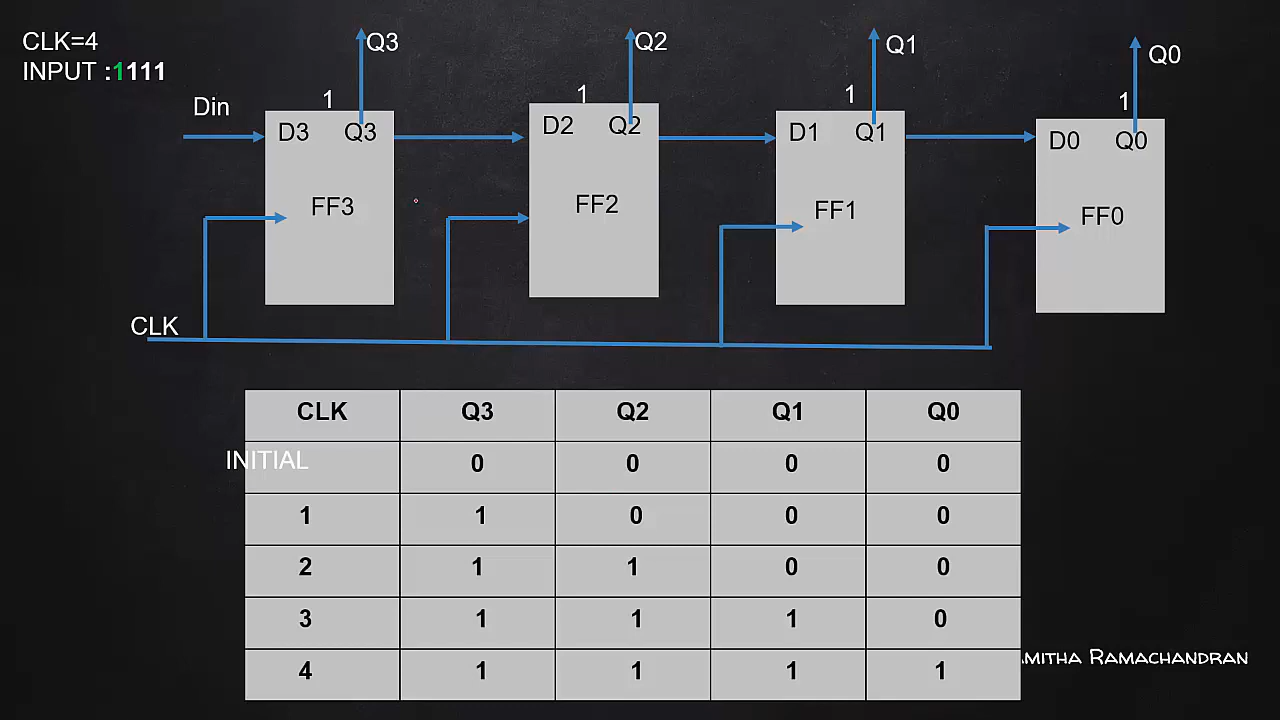 CLK=4
INPUT :1111
Din
Q3
Q2
Q1
Q0
1
1
1
1
D3 Q3
D2 Q2
D1 Q1
D0 Q0
FF3
FF2
FF1
FF0
CLK
CLK Q3 Q2 Q1 Q0
INITIAL 0 0 0 0
1 1 0 0 0
2 1 1 0 0
3 1 1 1 0
4 1 1 1 1
Ramachandran